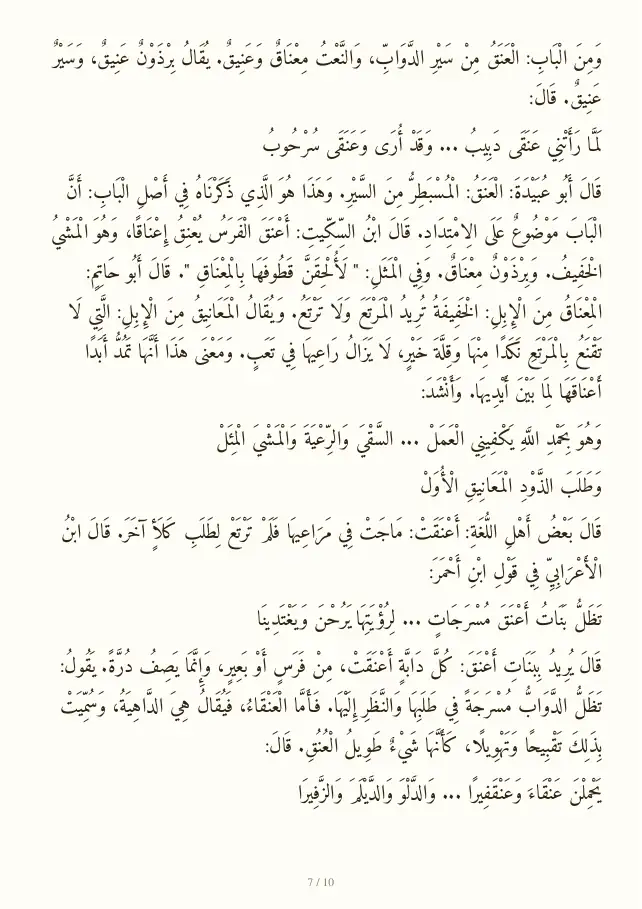 وَمِنَ الْبَابِ: الْعَنَقُ مِنْ سَيْرِ الدَّوَابِّ، وَالنَّعْتُ مِعْنَاقٌ وَعَنِيقٌ. يُقَالُ بِرْذَوْنٌ عَنِيقٌ، وَسَيْرٌ
عَنِيقٌ. قَالَ:
لَمَّا رَأَتْنِي عَنَقَى دَبِيبُ ... وَقَدْ أُرَى وَعَنَقَى سُرْحُوبُ
قَالَ أَبُو عُبَيْدَةَ: الْعَنَقُ: الْمُسْبَطِرُّ مِنَ السَّيْرِ. وَهَذَا هُوَ الَّذِي ذَكَرْنَاهُ فِي أَصْلِ الْبَابِ: أَنَّ
الْبَابَ مَوْضُوعٌ عَلَى الِامْتِدَادِ. قَالَ ابْنُ السِّكِّيتِ: أَعْنَقَ الْفَرَسُ يُعْنِقُ إِعْنَاقًا، وَهُوَ الْمَشْيُ
الْخَفِيفُ. وَبِرْذَوْنٌ مِعْنَاقٌ. وَفِي الْمَثَلِ: " لَأُلْحِقَنَّ قَطُوفَهَا بِالْمِعْنَاقِ ". قَالَ أَبُو حَاتِمٍ:
الْمِعْنَاقُ مِنَ الْإِبِلِ: الْخَفِيفَةُ تُرِيدُ الْمَرْتَعَ وَلَا تَرْتَعُ. وَيُقَالُ الْمَعَانِيقُ مِنَ الْإِبِلِ: الَّتِي لَا
تَقْنَعُ بِالْمَرْتَعِ نَكَدًا مِنْهَا وَقِلَّةَ خَيْرٍ، لَا يَزَالُ رَاعِيهَا فِي تَعَبٍ. وَمَعْنَى هَذَا أَنَّهَا تَمُدُّ أَبَدًا
أَعْنَاقَهَا لِمَا بَيْنَ أَيْدِيهَا. وَأَنْشَدَ:
وَهُوَ بِحَمْدِ اللَّهِ يَكْفِينِي الْعَمَلْ ... السَّقْيَ وَالرِّعْيَةَ وَالْمَشْيَ الْمِئَلْ
وَطَلَبَ الذَّوْدِ الْمَعَانِيقِ الْأُوَلْ
قَالَ بَعْضُ أَهْلِ اللُّغَةِ: أَعْنَقَتْ: مَاجَتْ فِي مَرَاعِيهَا فَلَمْ تَرْتَعْ لِطَلَبِ كَلَأٍ آخَرَ. قَالَ ابْنُ
الْأَعْرَابِيِّ فِي قَوْلِ ابْنِ أَحْمَرَ:
تَظَلُّ بَنَاتُ أَعْنَقَ مُسْرَجَاتٍ ... لِرُؤْيَتِهَا يَرُحْنَ وَيَغْتَدِينَا
قَالَ يُرِيدُ بِبَنَاتِ أَعْنَقَ: كُلَّ دَابَّةٍ أَعْنَقَتْ، مِنْ فَرَسٍ أَوْ بَعِيرٍ، وَإِنَّمَا يَصِفُ دُرَّةً. يَقُولُ:
تَظَلُّ الدَّوَابُّ مُسْرَجَةً فِي طَلَبِهَا وَالنَّظَرِ إِلَيْهَا. فَأَمَّا الْعَنْقَاءُ، فَيُقَالُ هِيَ الدَّاهِيَةُ، وَسُمِّيَتْ
بِذَلِكَ تَقْبِيحًا وَتَهْوِيلًا، كَأَنَّهَا شَيْءٌ طَوِيلُ الْعُنُقِ. قَالَ:
يَحْمِلْنَ عَنْقَاءَ وَعَنْقَفِيرًا ... وَالدَّلْوَ وَالدَّيْلَمَ وَالزَّفِيرَا
7 / 10